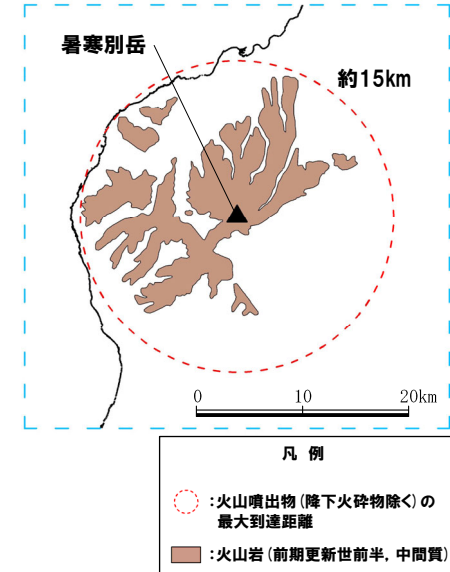 暑寒別岳
約15km
0 10 20km
凡 例
:火山噴出物(降下火砕物除く)の
最大到達距離
:火山岩(前期更新世前半, 中間質)